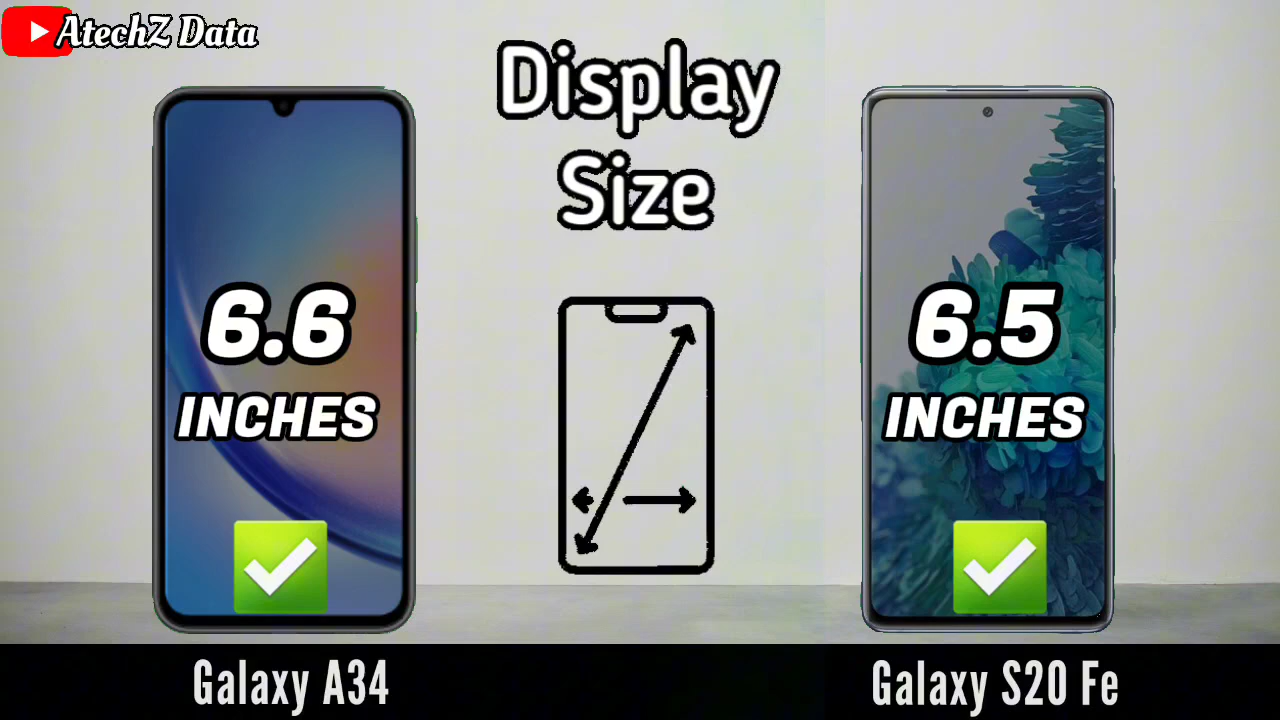 AtechZ Data
Display
Size
6.6
INCHES
6.5
INCHES
Galaxy A34
Galaxy S20 Fe